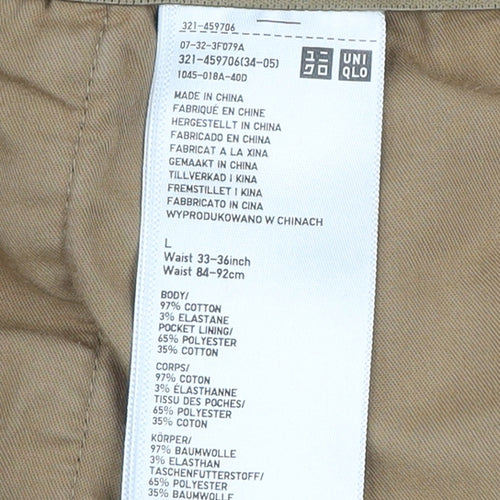 321-459706
07-32-3F079A
321-459706(34-05)
1045-018A-40D
ユニ
クロ
UNI
QLO
MADE IN CHINA
FABRIQUÉ EN CHINE
HERGESTELLT IN CHINA
FABRICADO EN CHINA
FABRICAT A LA XINA
GEMAAKT IN CHINA
TILLVERKAD I KINA
FREMSTILLET I KINA
FABBRICATO IN CINA
WYPRODUKOWANO W CHINACH
L
Waist 33-36inch
Waist 84-92cm
BODY/
97% COTTON
3% ELASTANE
POCKET LINING/
65% POLYESTER
35% COTTON
CORPS/
97% COTON
3% ÉLASTHANNE
TISSU DES POCHES/
65% POLYESTER
35% COTON
KÖRPER/
97% BAUMWOLLE
3% ELASTHAN
TASCHENFUTTERSTOFF/
65% POLYESTER
35% BAUMWOLLE